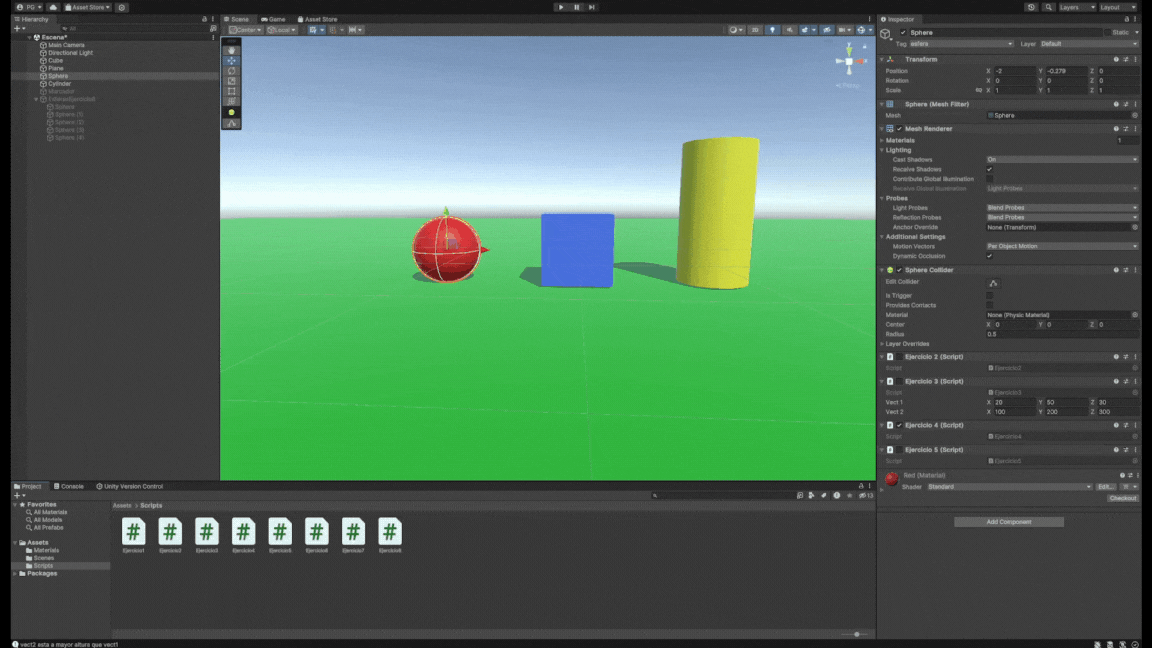 PG
Asset Store
Layers
Layout
Hierarchy
All
Escena*
Main Camera
Directional Light
Cube
Plane
Sphere
Cylinder
Sphere
Sphere (1)
Sphere (2)
Sphere (3)
Sphere (4)
Scene
Game
Asset Store
Center
Local
2D
Persp
Inspector
Sphere
Static
Tag esfera
Layer Default
Transform
Position X -2 Y -0.279 Z 0
Rotation X 0 Y 0 Z 0
Scale X 1 Y 1 Z 1
Sphere (Mesh Filter)
Mesh Sphere
Mesh Renderer
Materials 1
Lighting
Cast Shadows On
Receive Shadows
Contribute Global Illumination
Receive Global Illumination Light Probes
Probes
Light Probes Blend Probes
Reflection Probes Blend Probes
Anchor Override None (Transform)
Additional Settings
Motion Vectors Per Object Motion
Dynamic Occlusion
Sphere Collider
Edit Collider
Is Trigger
Provides Contacts
Material None (Physic Material)
Center X 0 Y 0 Z 0
Radius 0.5
Layer Overrides
Ejercicio 2 (Script)
Script Ejercicio2
Ejercicio 3 (Script)
Script Ejercicio3
Vect 1 X 20 Y 50 Z 30
Vect 2 X 100 Y 200 Z 300
Ejercicio 4 (Script)
Script Ejercicio4
Ejercicio 5 (Script)
Script Ejercicio5
Red (Material)
Shader Standard Edit...
Checkout
Add Component
Project
Console
Unity Version Control
13
Favorites
All Materials
All Models
All Prefabs
Assets
Materials
Scenes
Scripts
Packages
Assets > Scripts
Ejercicio1
Ejercicio2
Ejercicio3
Ejercicio4
Ejercicio5
Ejercicio6
Ejercicio7
Ejercicio8
vect2 esta a mayor altura que vect1